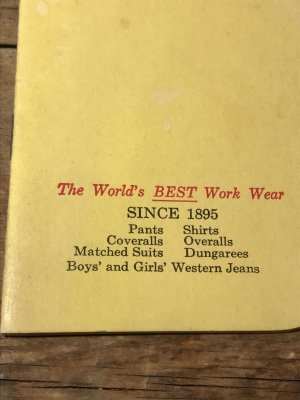 The World's BEST Work Wear
SINCE 1895
Pants Shirts
Coveralls Overalls
Matched Suits Dungarees
Boys' and Girls' Western Jeans